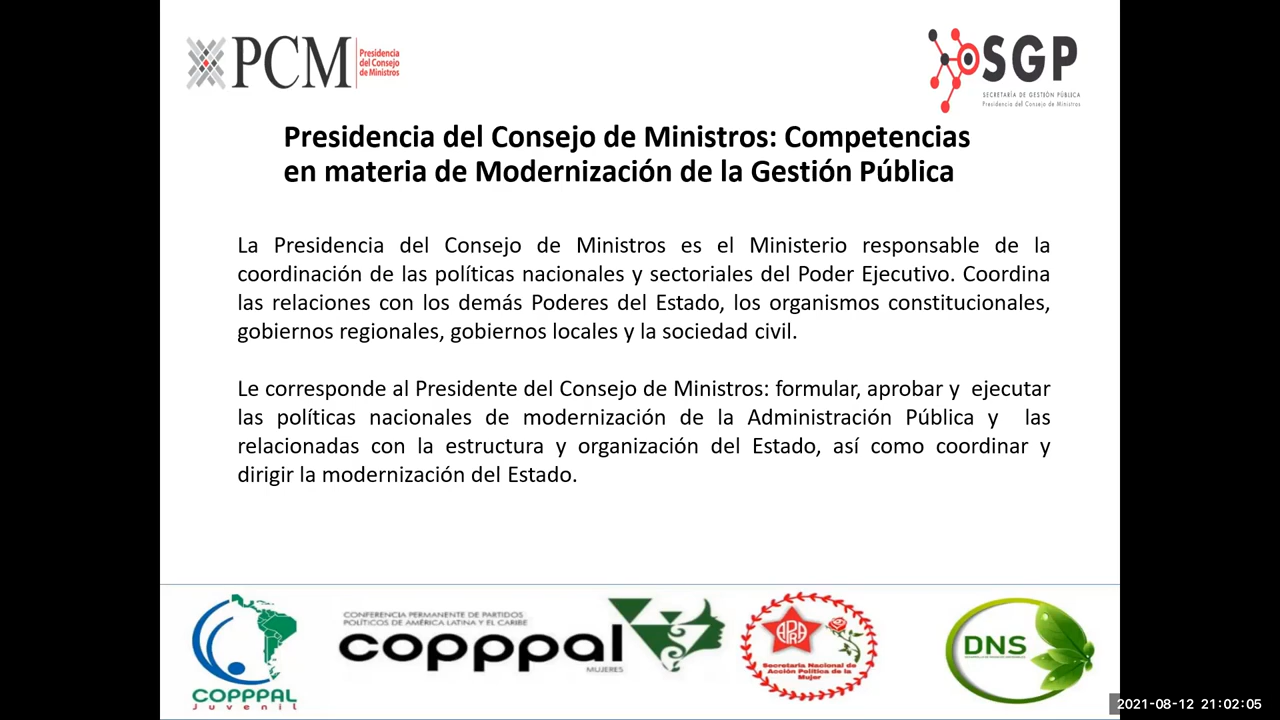 PCM
Presidencia
del Consejo
de Ministros
SGP
SECRETARÍA DE GESTIÓN PÚBLICA
Presidencia del Consejo de Ministros
Presidencia del Consejo de Ministros: Competencias
en materia de Modernización de la Gestión Pública
La Presidencia del Consejo de Ministros es el Ministerio responsable de la
coordinación de las políticas nacionales y sectoriales del Poder Ejecutivo. Coordina
las relaciones con los demás Poderes del Estado, los organismos constitucionales,
gobiernos regionales, gobiernos locales y la sociedad civil.
Le corresponde al Presidente del Consejo de Ministros: formular, aprobar y ejecutar
las políticas nacionales de modernización de la Administración Pública y las
relacionadas con la estructura y organización del Estado, así como coordinar y
dirigir la modernización del Estado.
COPPPAL
Juvenil
CONFERENCIA PERMANENTE DE PARTIDOS
POLÍTICOS DE AMÉRICA LATINA Y EL CARIBE
copppal
MUJERES
APRA
Secretaría Nacional de
Acción Política de la
Mujer
DNS
2021-08-12 21:02:05